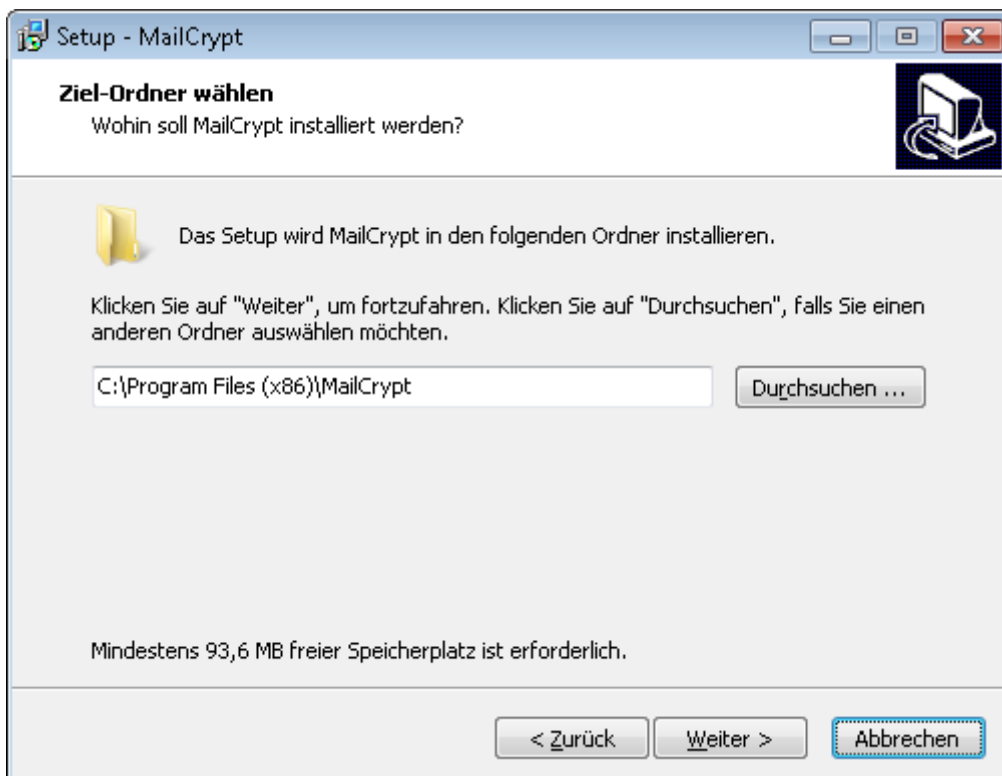 Setup - MailCrypt
Ziel-Ordner wählen
Wohin soll MailCrypt installiert werden?
Das Setup wird MailCrypt in den folgenden Ordner installieren.
Klicken Sie auf "Weiter", um fortzufahren. Klicken Sie auf "Durchsuchen", falls Sie einen
anderen Ordner auswählen möchten.
C:\Program Files (x86)\MailCrypt
Durchsuchen ...
Mindestens 93,6 MB freier Speicherplatz ist erforderlich.
< Zurück
Weiter >
Abbrechen